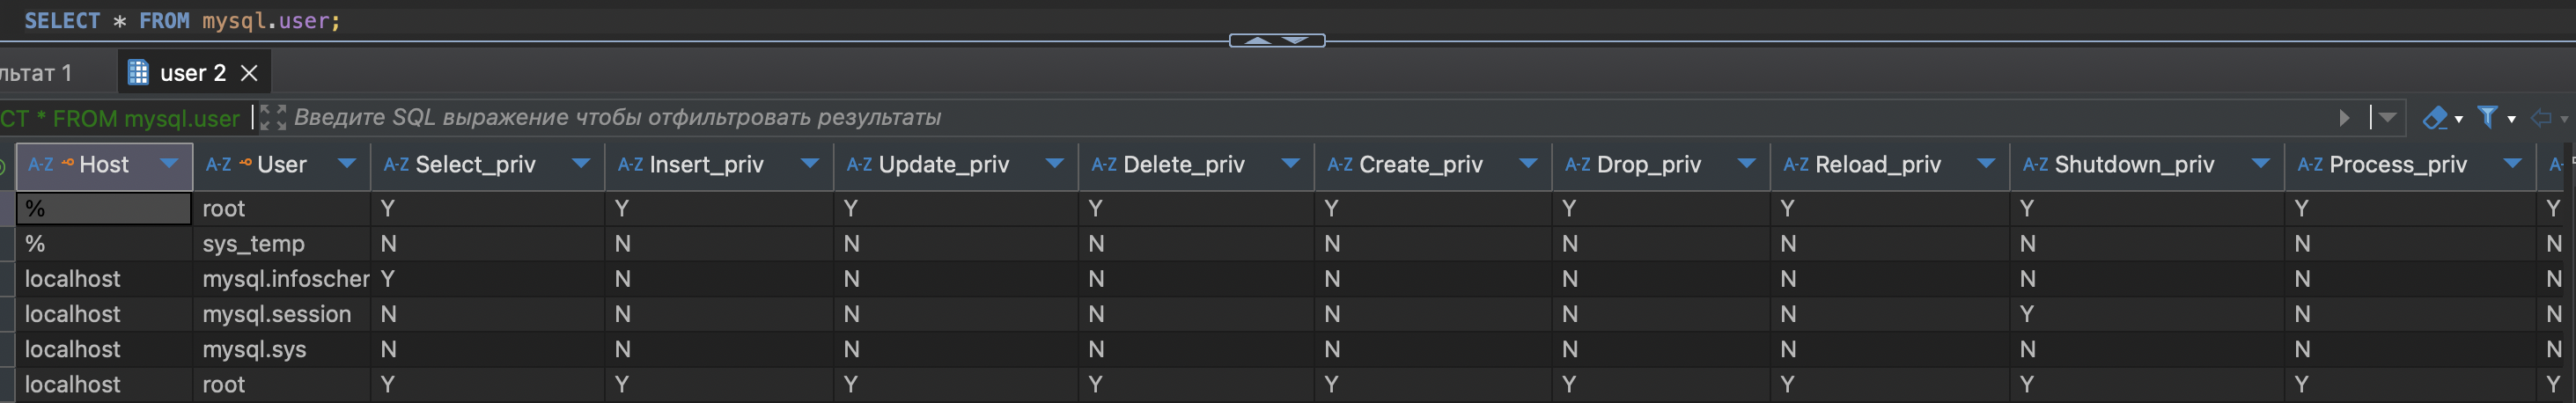 SELECT * FROM mysql.user;
льтат 1 user 2
CT * FROM mysql.user Введите SQL выражение чтобы отфильтровать результаты
A-Z Host A-Z User A-Z Select_priv A-Z Insert_priv A-Z Update_priv A-Z Delete_priv A-Z Create_priv A-Z Drop_priv A-Z Reload_priv A-Z Shutdown_priv A-Z Process_priv A-
% root Y Y Y Y Y Y Y Y Y Y
% sys_temp N N N N N N N N N N
localhost mysql.infoscher Y N N N N N N N N N
localhost mysql.session N N N N N N N Y N N
localhost mysql.sys N N N N N N N N N N
localhost root Y Y Y Y Y Y Y Y Y Y